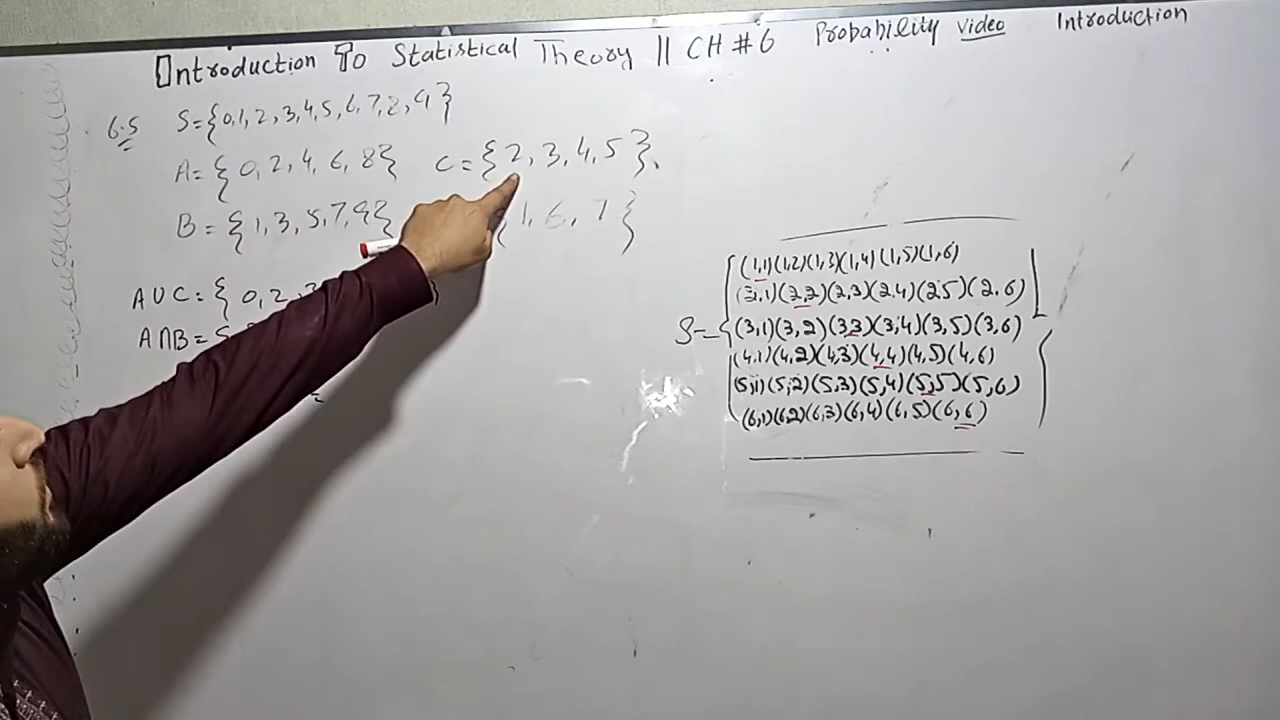 Introduction To Statistical Theory || CH # 6 Probability video Introduction
6.5 S={0,1,2,3,4,5,6,7,8,9}
A={0,2,4,6,8} C={2,3,4,5}.
B={1,3,5,7,9} {1,6,7}
A∪C={0,2
A∩B=
S=
(1,1)(1,2)(1,3)(1,4)(1,5)(1,6)
(2,1)(2,2)(2,3)(2,4)(2,5)(2,6)
(3,1)(3,2)(3,3)(3,4)(3,5)(3,6)
(4,1)(4,2)(4,3)(4,4)(4,5)(4,6)
(5,1)(5,2)(5,3)(5,4)(5,5)(5,6)
(6,1)(6,2)(6,3)(6,4)(6,5)(6,6)